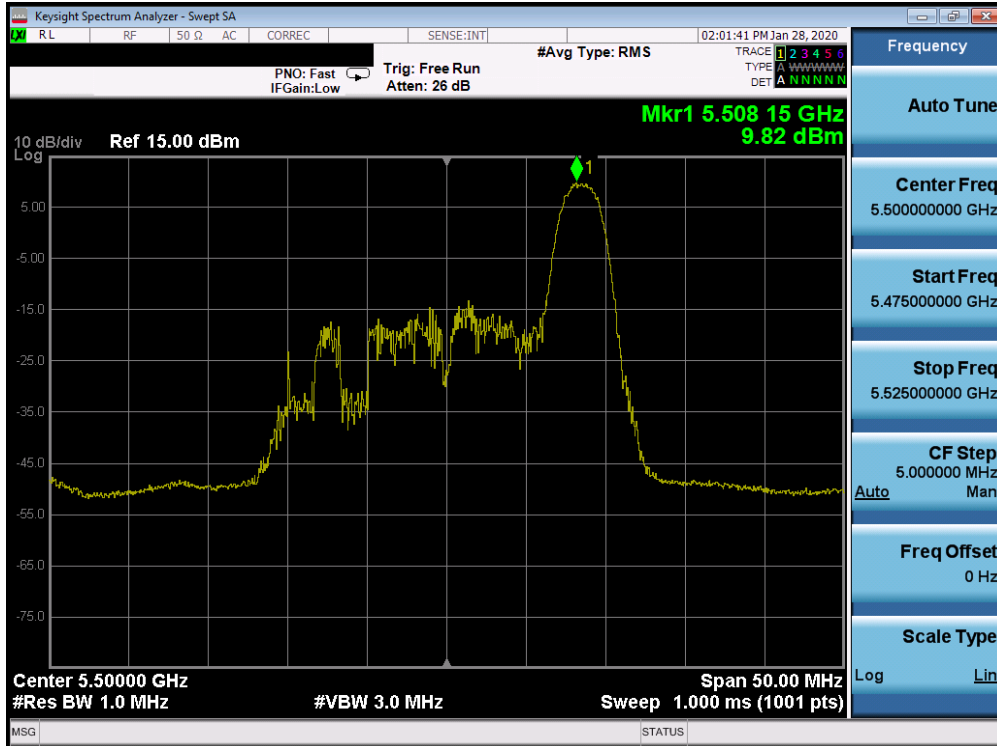 Keysight Spectrum Analyzer - Swept SA
LXI RL RF 50 Ω AC CORREC SENSE:INT 02:01:41 PM Jan 28, 2020
#Avg Type: RMS TRACE 1 2 3 4 5 6
PNO: Fast Trig: Free Run TYPE A WWWWW
IFGain:Low Atten: 26 dB DET A N N N N N
Mkr1 5.508 15 GHz
9.82 dBm
10 dB/div Ref 15.00 dBm
Log
1
5.00
-5.00
-15.0
-25.0
-35.0
-45.0
-55.0
-65.0
-75.0
Center 5.50000 GHz Span 50.00 MHz
#Res BW 1.0 MHz #VBW 3.0 MHz Sweep 1.000 ms (1001 pts)
MSG STATUS
Frequency
Auto Tune
Center Freq
5.500000000 GHz
Start Freq
5.475000000 GHz
Stop Freq
5.525000000 GHz
CF Step
5.000000 MHz
Auto Man
Freq Offset
0 Hz
Scale Type
Log Lin